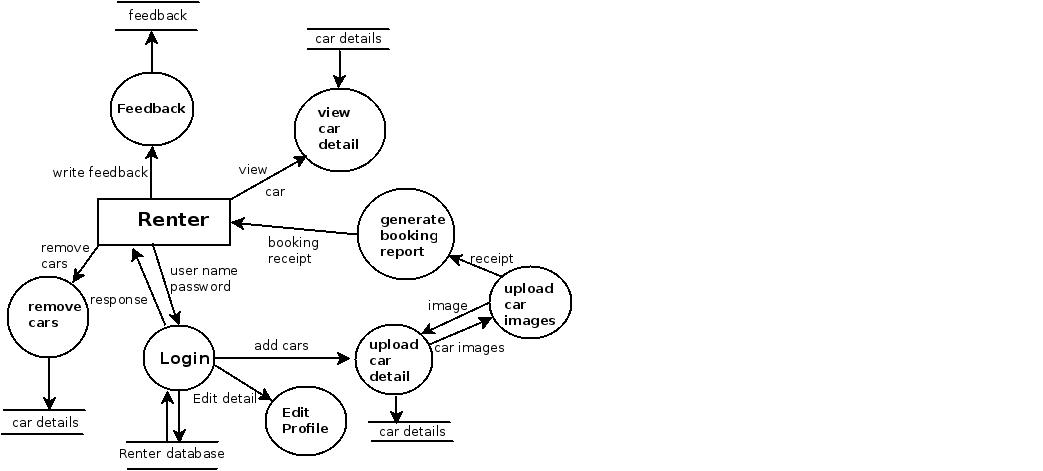 feedback
car details
Feedback
view
car
detail
write feedback
view
car
Renter
generate
booking
report
booking
receipt
remove
cars
user name
password
receipt
response
remove
cars
image
upload
car
images
Login
add cars
upload
car
detail
car images
Edit detail
Edit
Profile
car details
car details
Renter database